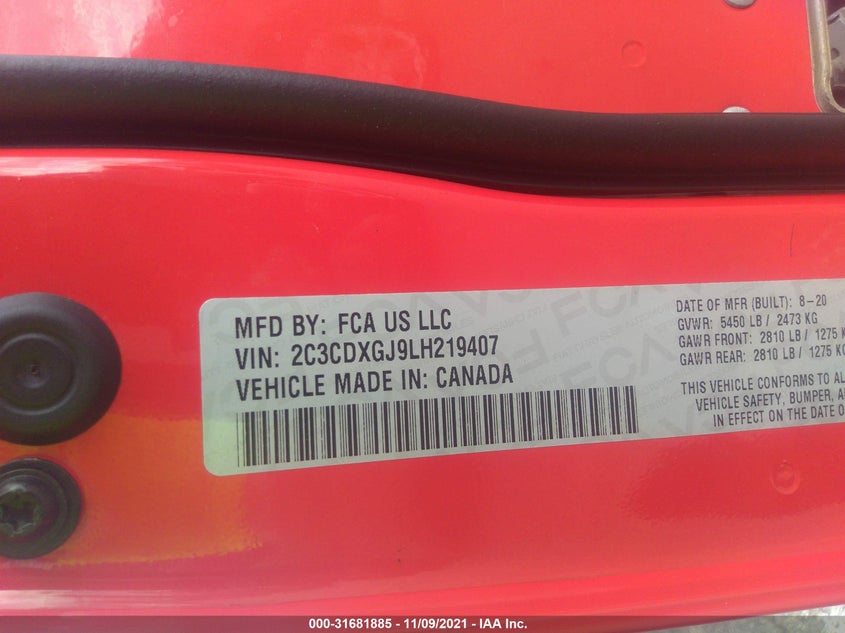 MFD BY: FCA US LLC
VIN: 2C3CDXGJ9LH219407
VEHICLE MADE IN: CANADA
DATE OF MFR (BUILT): 8-20
GVWR: 5450 LB / 2473 KG
GAWR FRONT: 2810 LB / 1275 KG
GAWR REAR: 2810 LB / 1275 KG
THIS VEHICLE CONFORMS TO AL
VEHICLE SAFETY, BUMPER, A
IN EFFECT ON THE DATE O
000-31681885 - 11/09/2021 - IAA Inc.